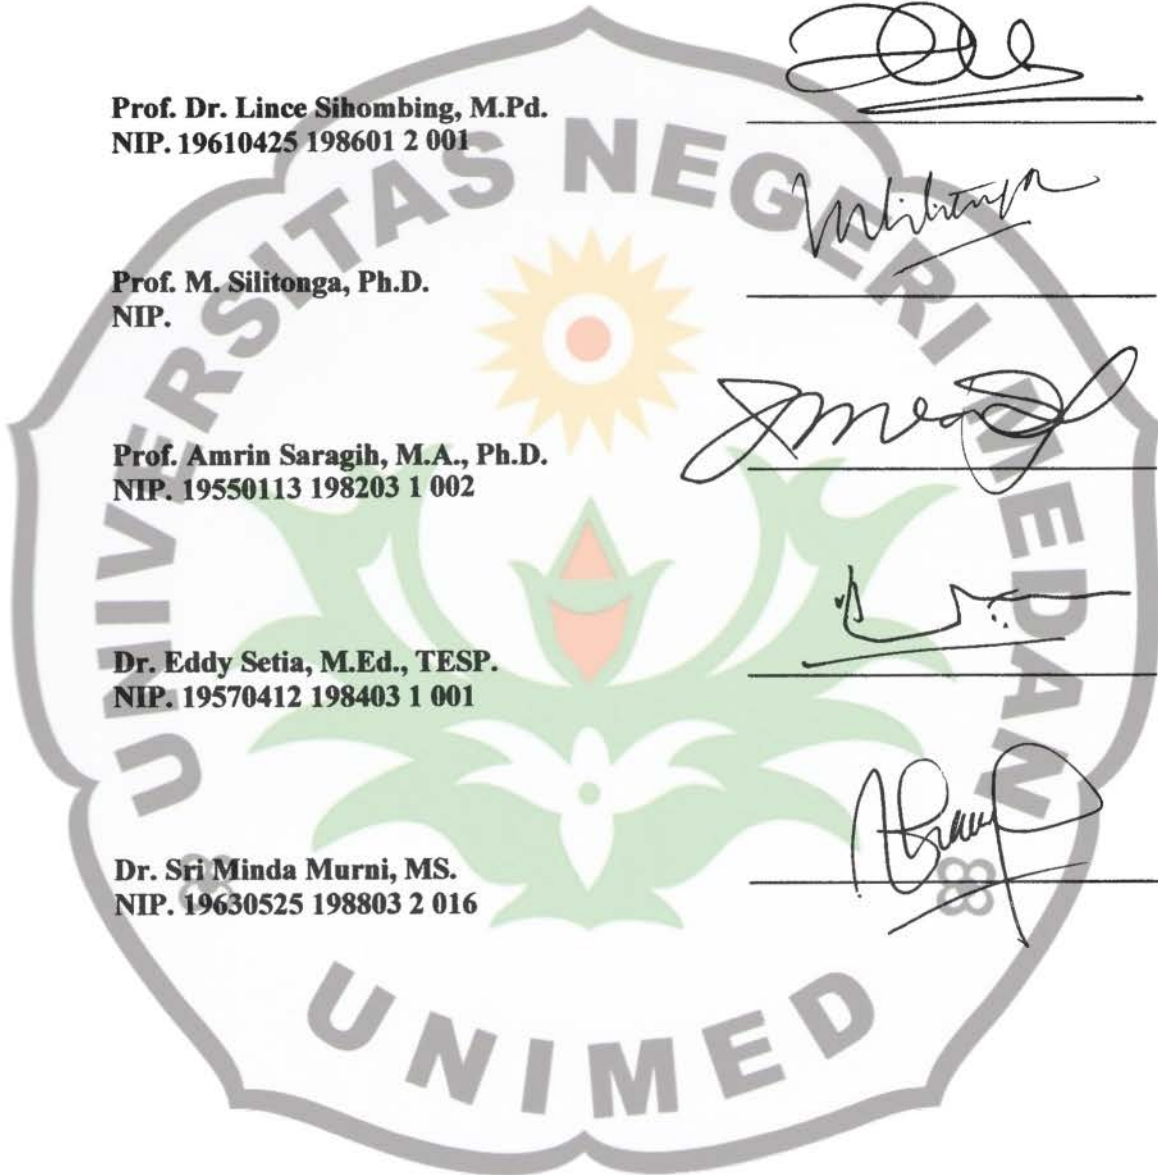 Prof. Dr. Lince Sihombing, M.Pd.
NIP. 19610425 198601 2 001
Prof. M. Silitonga, Ph.D.
NIP.
Prof. Amrin Saragih, M.A., Ph.D.
NIP. 19550113 198203 1 002
Dr. Eddy Setia, M.Ed., TESP.
NIP. 19570412 198403 1 001
Dr. Sri Minda Murni, MS.
NIP. 19630525 198803 2 016
UNIVERSITAS NEGERI MEDAN
UNIMED